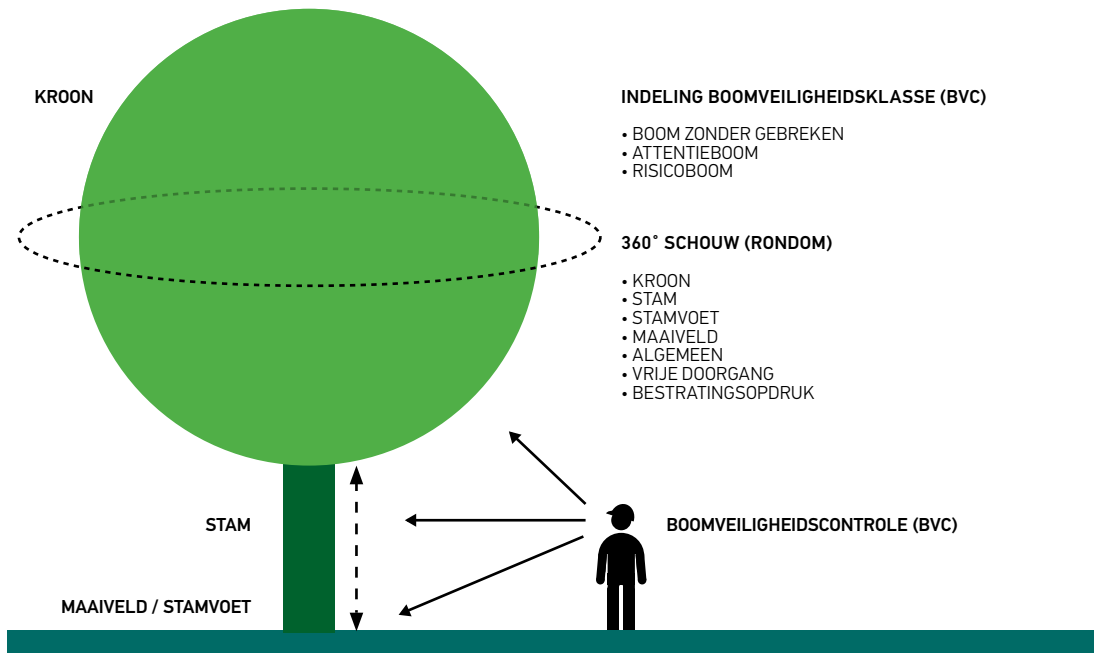 KROON
INDELING BOOMVEILIGHEIDSKLASSE (BVC)
• BOOM ZONDER GEBREKEN
• ATTENTIEBOOM
• RISICOBOOM
360° SCHOUW (RONDOM)
• KROON
• STAM
• STAMVOET
• MAAIVELD
• ALGEMEEN
• VRIJE DOORGANG
• BESTRATINGSOPDRUK
STAM
BOOMVEILIGHEIDSCONTROLE (BVC)
MAAIVELD / STAMVOET